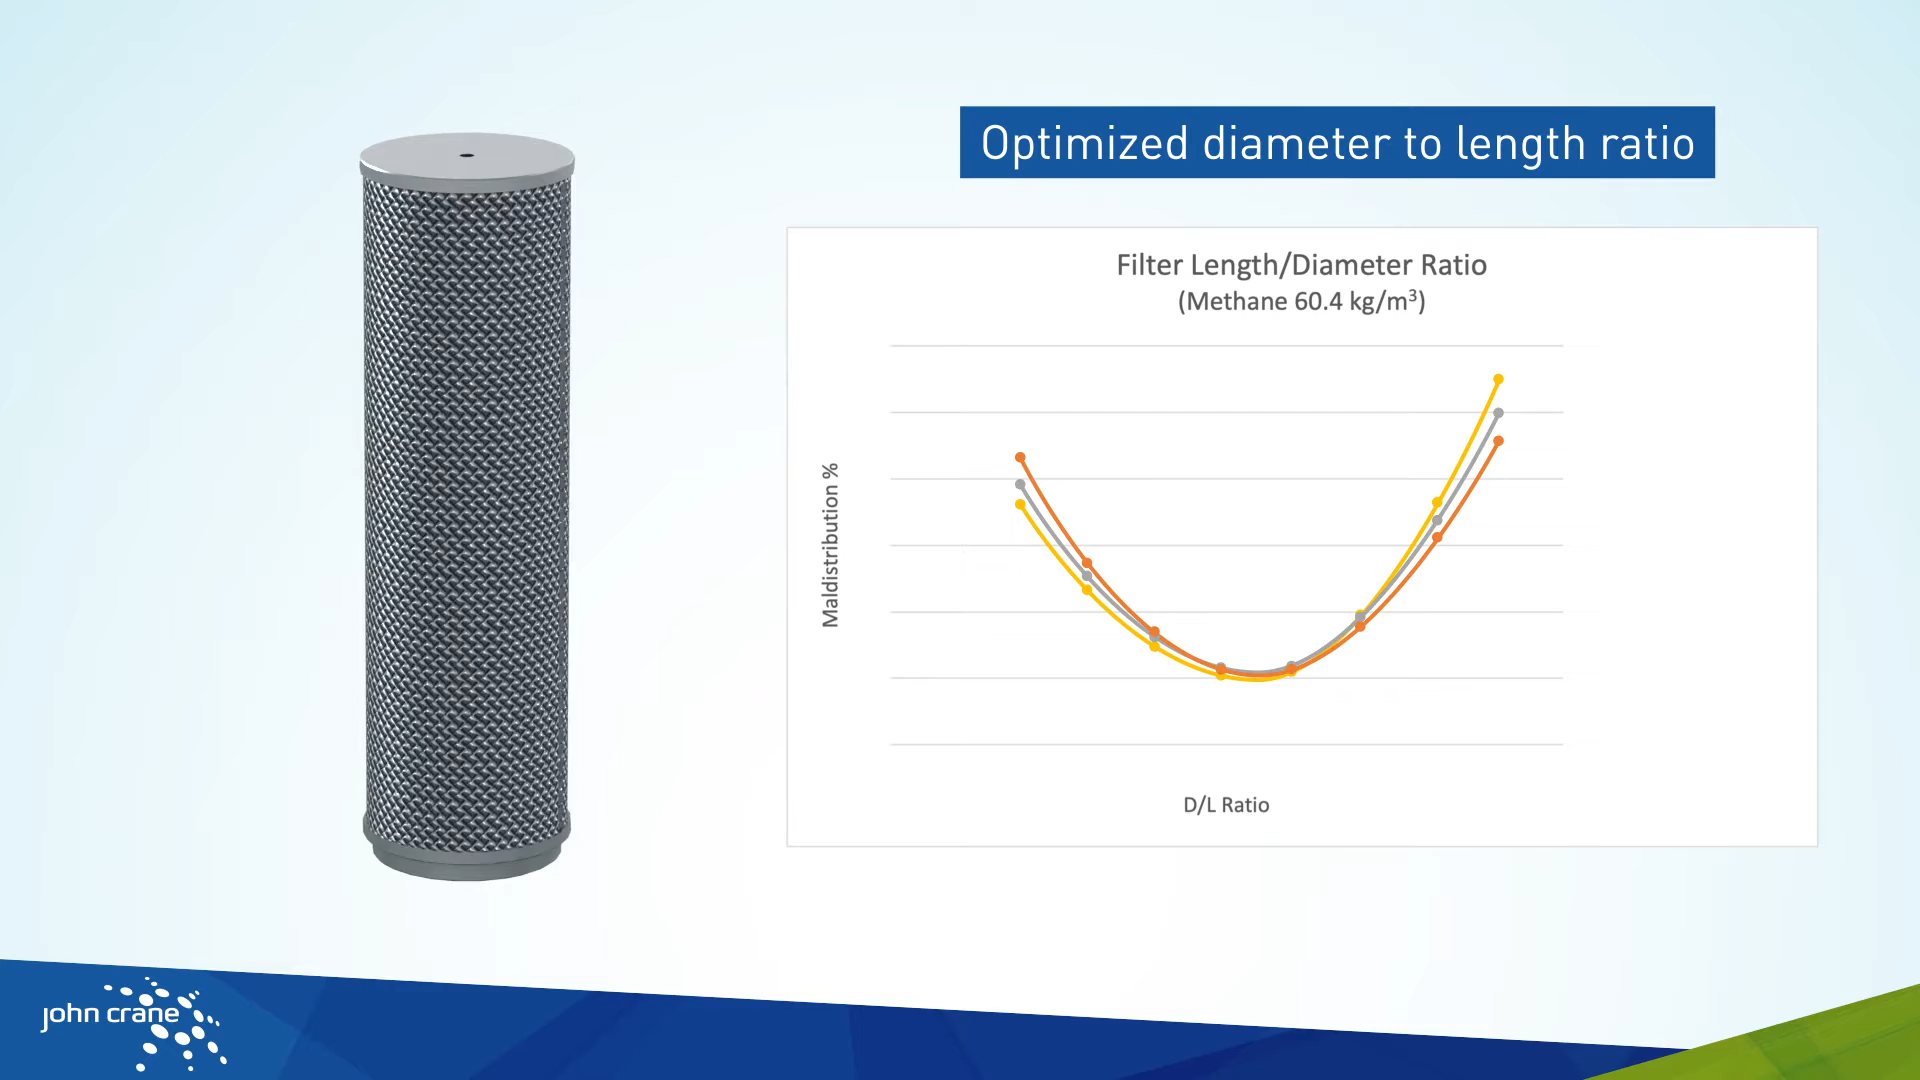 Optimized diameter to length ratio
Filter Length/Diameter Ratio
(Methane 60.4 kg/m³)
Maldistribution %
D/L Ratio
john crane